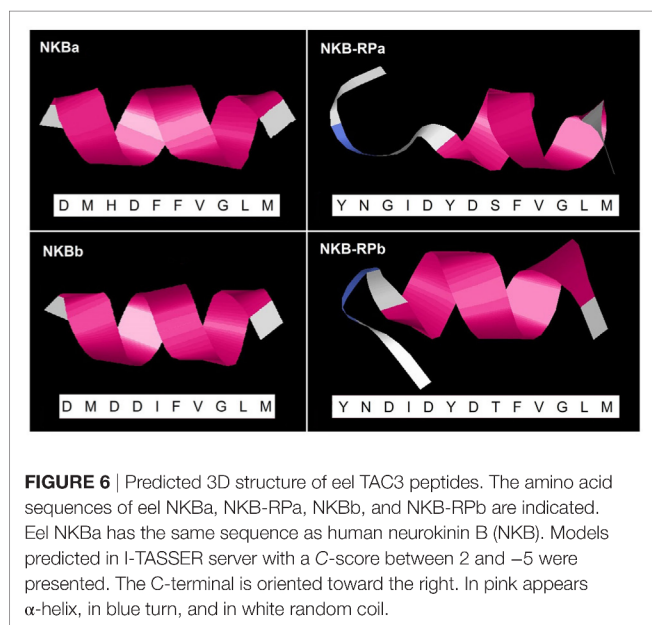 NKBa
D M H D F F V G L M
NKB-RPa
Y N G I D Y D S F V G L M
NKBb
D M D D I F V G L M
NKB-RPb
Y N D I D Y D T F V G L M
FIGURE 6 | Predicted 3D structure of eel TAC3 peptides. The amino acid
sequences of eel NKBa, NKB-RPa, NKBb, and NKB-RPb are indicated.
Eel NKBa has the same sequence as human neurokinin B (NKB). Models
predicted in I-TASSER server with a C-score between 2 and −5 were
presented. The C-terminal is oriented toward the right. In pink appears
α-helix, in blue turn, and in white random coil.